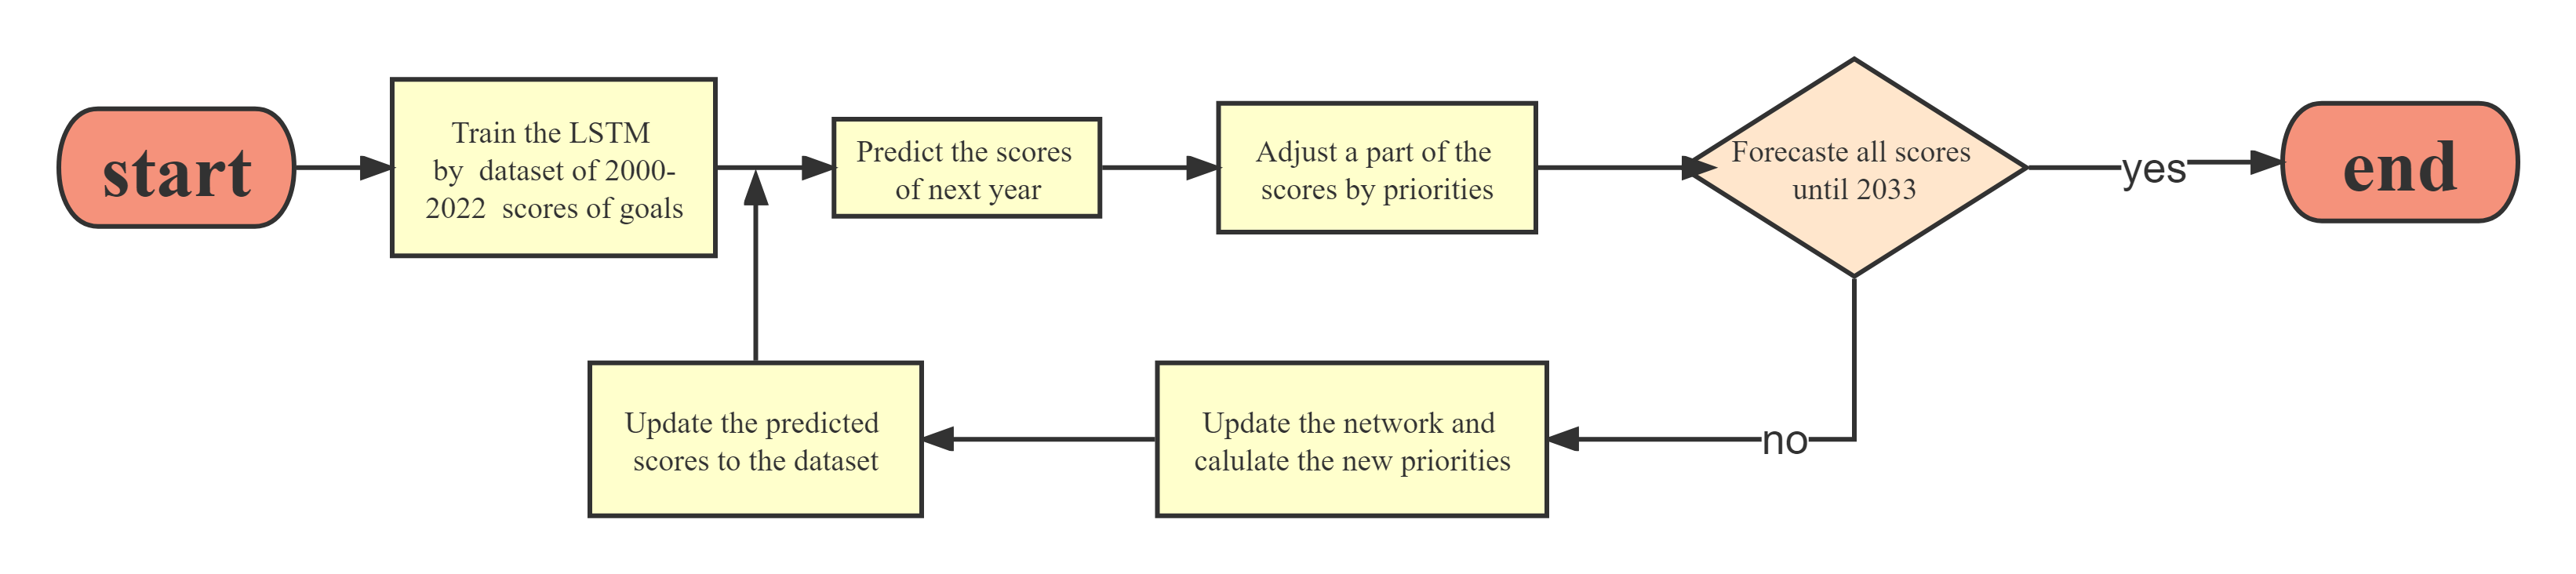 start
Train the LSTM
by dataset of 2000-
2022 scores of goals
Predict the scores
of next year
Adjust a part of the
scores by priorities
Forecaste all scores
until 2033
yes
end
no
Update the network and
calulate the new priorities
Update the predicted
scores to the dataset